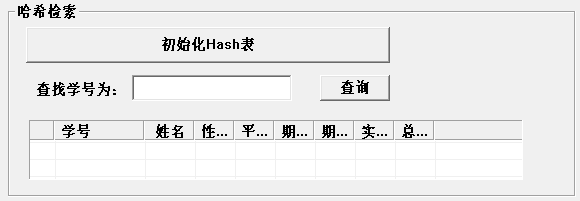 哈希检索
初始化Hash表
查找学号为： 查询
学号 姓名 性... 平... 期... 期... 实... 总...